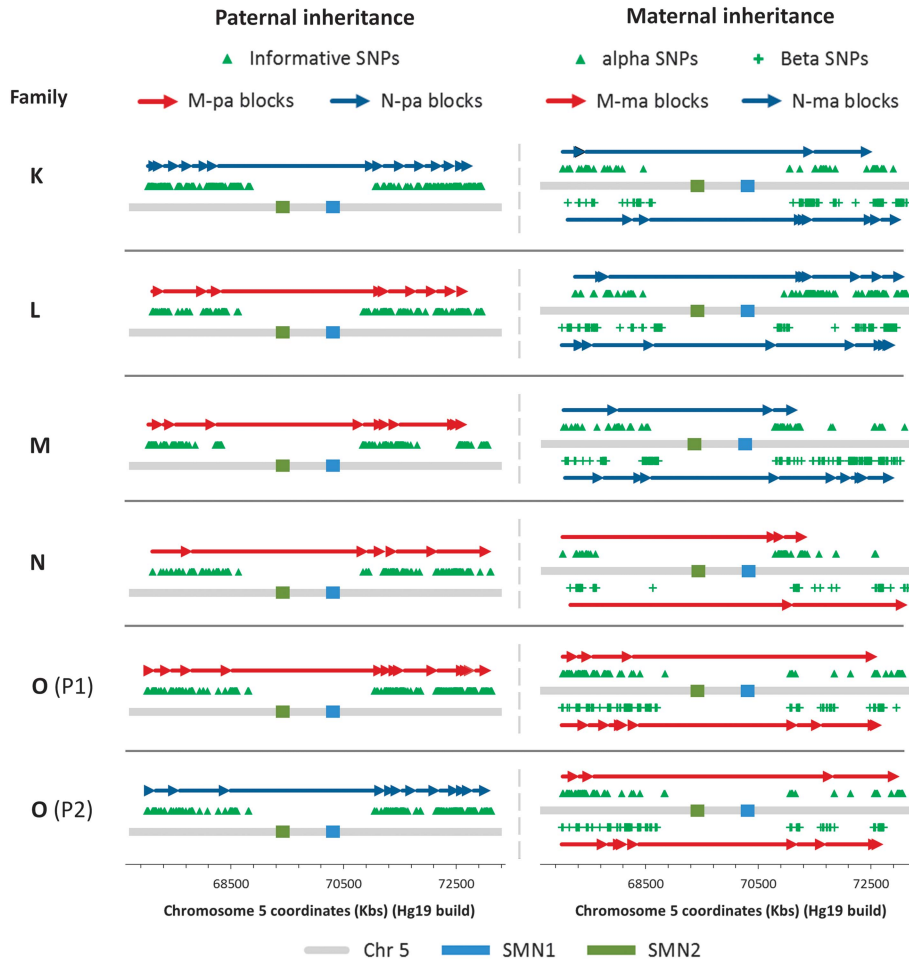 Paternal inheritance Maternal inheritance
Informative SNPs alpha SNPs Beta SNPs
Family M-pa blocks N-pa blocks M-ma blocks N-ma blocks
K
L
M
N
O (P1)
O (P2)
68500 70500 72500 68500 70500 72500
Chromosome 5 coordinates (Kbs) (Hg19 build) Chromosome 5 coordinates (Kbs) (Hg19 build)
Chr 5 SMN1 SMN2